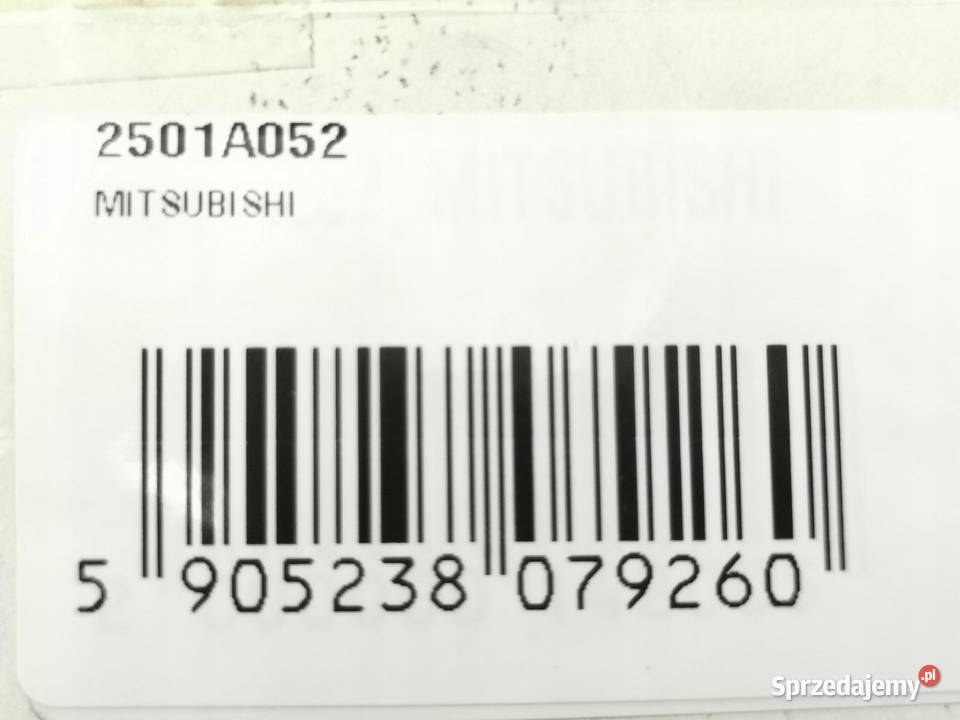 2501A052
MITSUBISHI
5 905238 079260
Sprzedajemy.pl